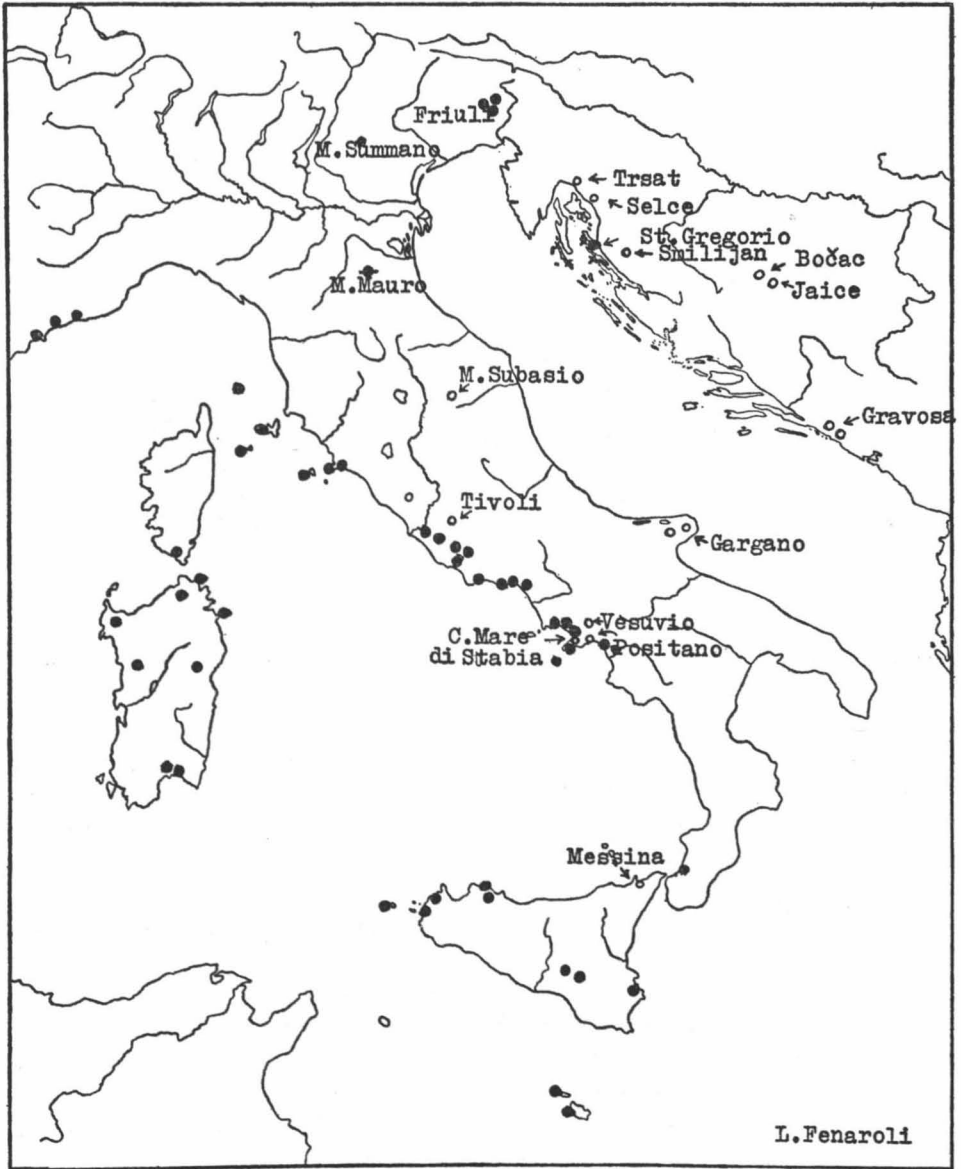 Friuli
M.Summano
Trsat
Selce
St.Gregorio
Smilijan
Bočac
Jaice
M.Mauro
M.Subasio
Gravosa
Tivoli
Gargano
Vesuvio
C.Mare
di Stabia
Positano
Messina
L.Fenaroli